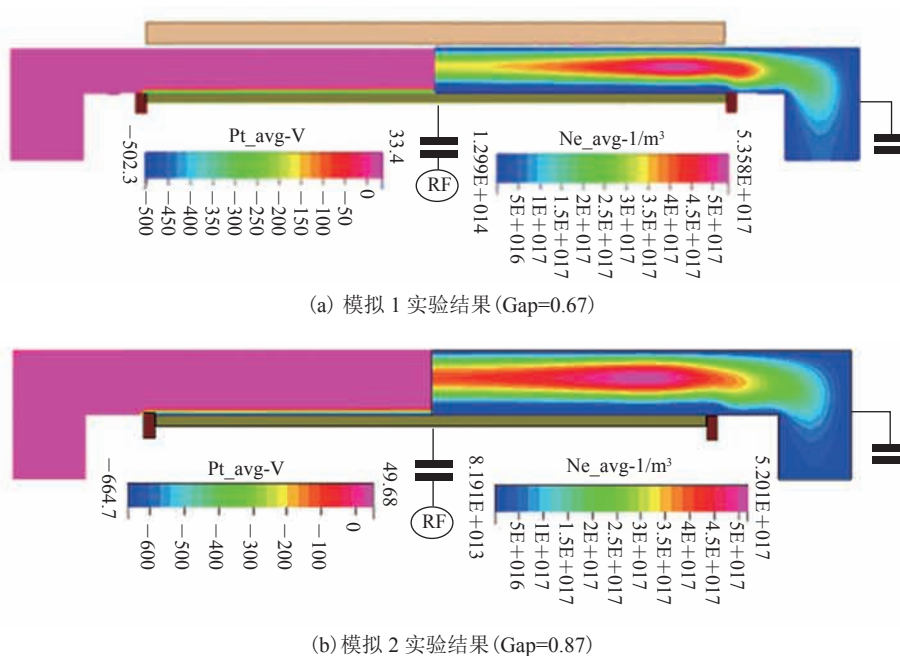 Pt_avg-V
−502.3
33.4
−500
−450
−400
−350
−300
−250
−200
−150
−100
−50
0
RF
Ne_avg-1/m³
1.299E+014
5.358E+017
5E+016
1E+017
1.5E+017
2E+017
2.5E+017
3E+017
3.5E+017
4E+017
4.5E+017
5E+017
(a) 模拟 1 实验结果(Gap=0.67)
Pt_avg-V
−664.7
49.68
−600
−500
−400
−300
−200
−100
0
RF
Ne_avg-1/m³
8.191E+013
5.201E+017
5E+016
1E+017
1.5E+017
2E+017
2.5E+017
3E+017
3.5E+017
4E+017
4.5E+017
5E+017
(b) 模拟 2 实验结果(Gap=0.87)